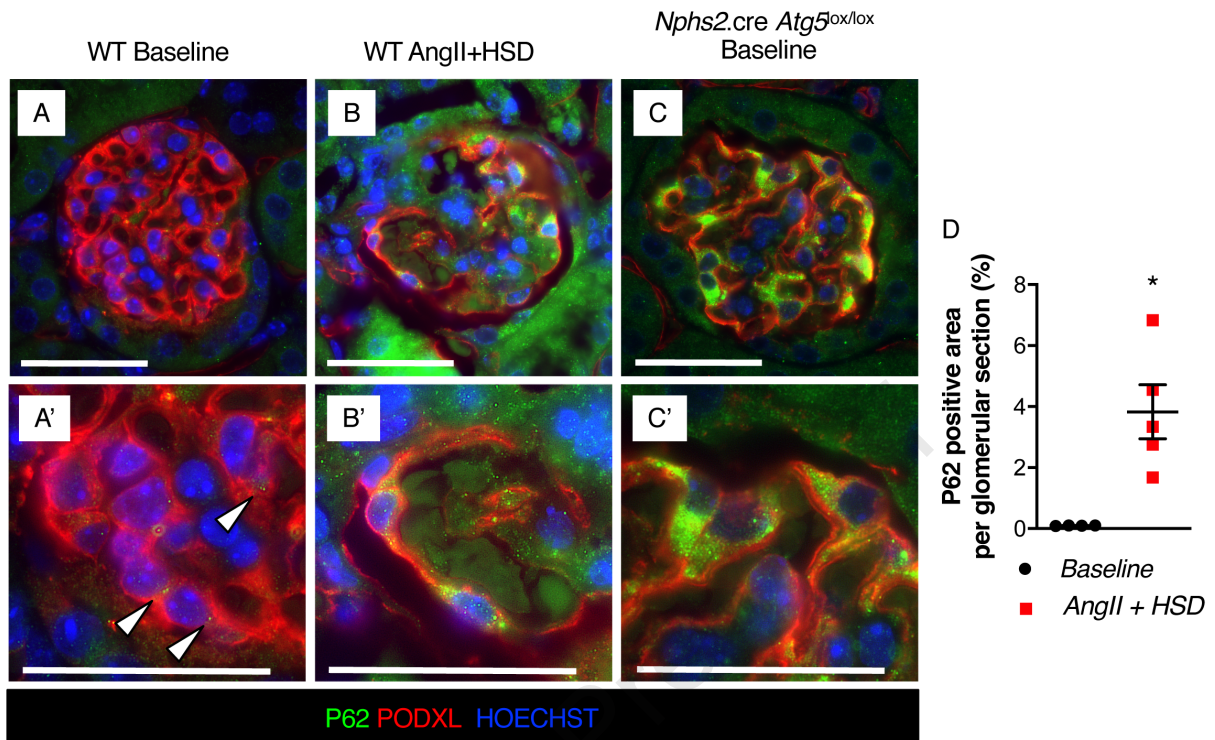 WT Baseline
WT AngII+HSD
Nphs2.cre Atg5lox/lox
Baseline
A
B
C
A'
B'
C'
P62 PODXL HOECHST
D
P62 positive area
per glomerular section (%)
8
6
4
2
0
*
Baseline
AngII + HSD